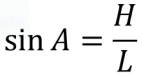 sin A = H/L